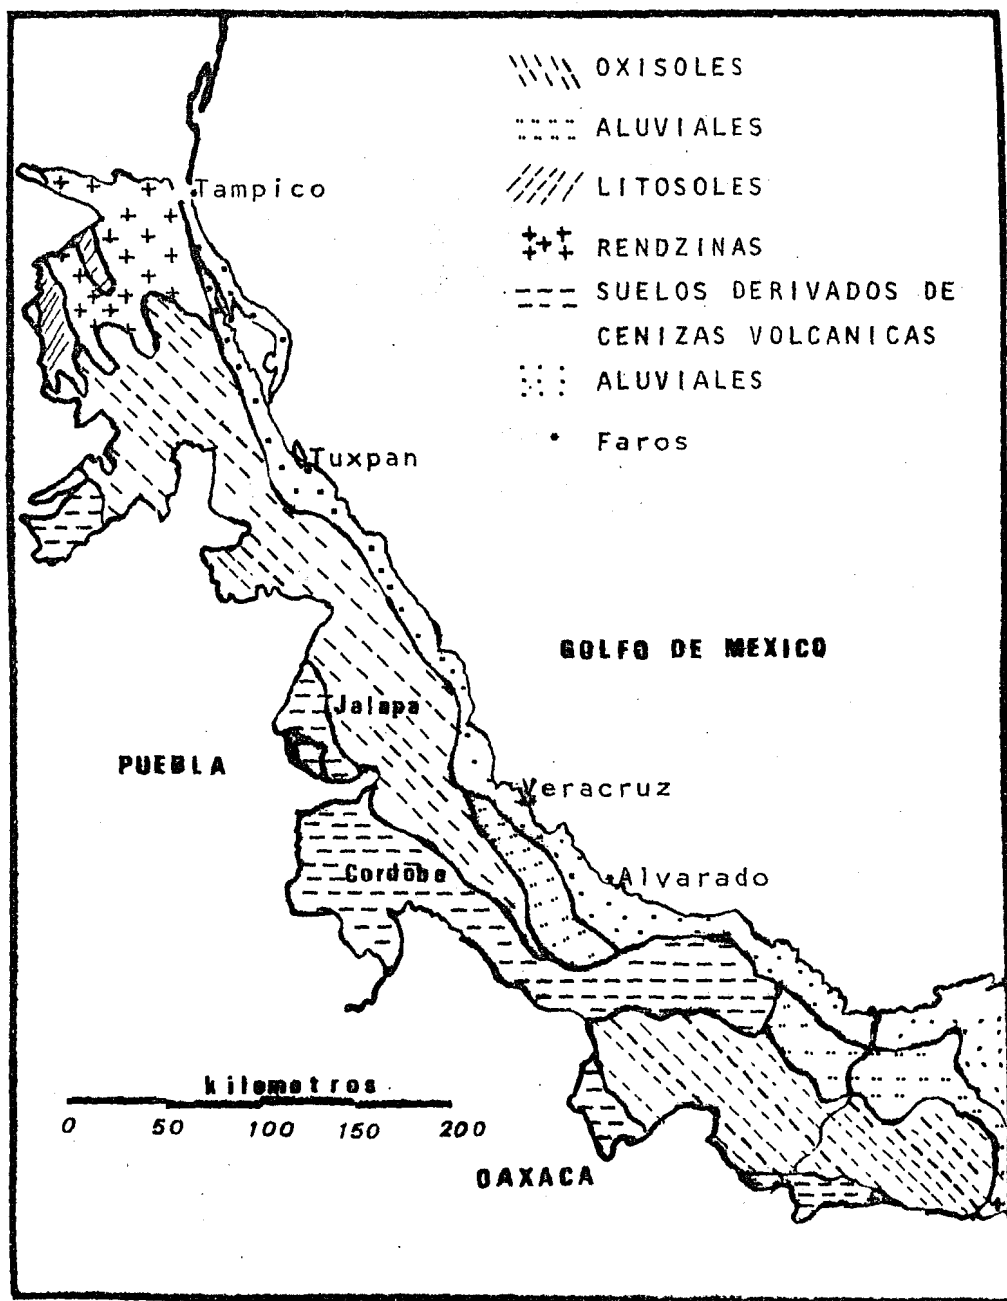 OXISOLES
ALUVIALES
LITOSOLES
RENDZINAS
SUELOS DERIVADOS DE
CENIZAS VOLCANICAS
ALUVIALES
Faros
Tampico
Tuxpan
GOLFO DE MEXICO
Jalapa
PUEBLA
Veracruz
Cordoba
Alvarado
kilometros
0 50 100 150 200
OAXACA